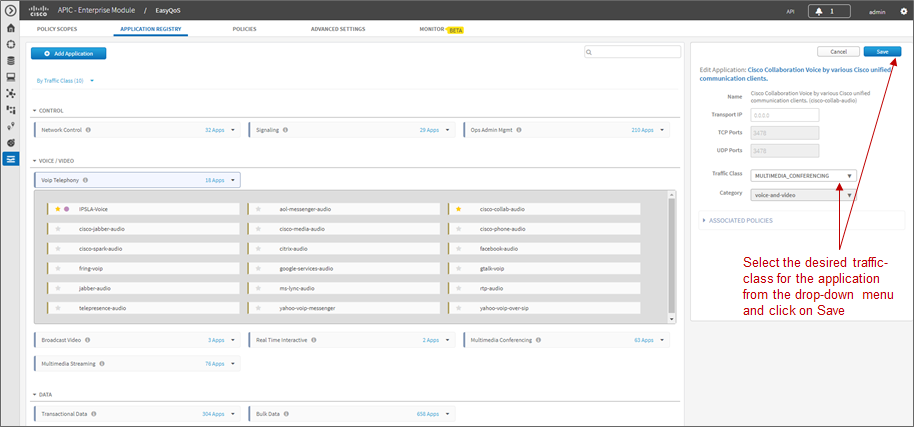 CISCO APIC - Enterprise Module / EasyQoS API 1 admin
POLICY SCOPES APPLICATION REGISTRY POLICIES ADVANCED SETTINGS MONITOR BETA
Add Application
By Traffic Class (10)
CONTROL
Network Control 32 Apps Signaling 29 Apps Ops Admin Mgmt 210 Apps
VOICE / VIDEO
Voip Telephony 18 Apps
IPSLA-Voice aol-messenger-audio cisco-collab-audio
cisco-jabber-audio cisco-media-audio cisco-phone-audio
cisco-spark-audio citrix-audio facebook-audio
fring-voip google-services-audio gtalk-voip
jabber-audio ms-lync-audio rtp-audio
telepresence-audio yahoo-voip-messenger yahoo-voip-over-sip
Broadcast Video 3 Apps Real Time Interactive 2 Apps Multimedia Conferencing 63 Apps
Multimedia Streaming 76 Apps
DATA
Transactional Data 304 Apps Bulk Data 656 Apps
Cancel Save
Edit Application: Cisco Collaboration Voice by various Cisco unified
communication clients.
Name Cisco Collaboration Voice by various Cisco unified
communication clients. (cisco-collab-audio)
Transport IP 0.0.0.0
TCP Ports 3478
UDP Ports 3478
Traffic Class MULTIMEDIA_CONFERENCING
Category voice-and-video
ASSOCIATED POLICIES
Select the desired traffic-
class for the application
from the drop-down menu
and click on Save